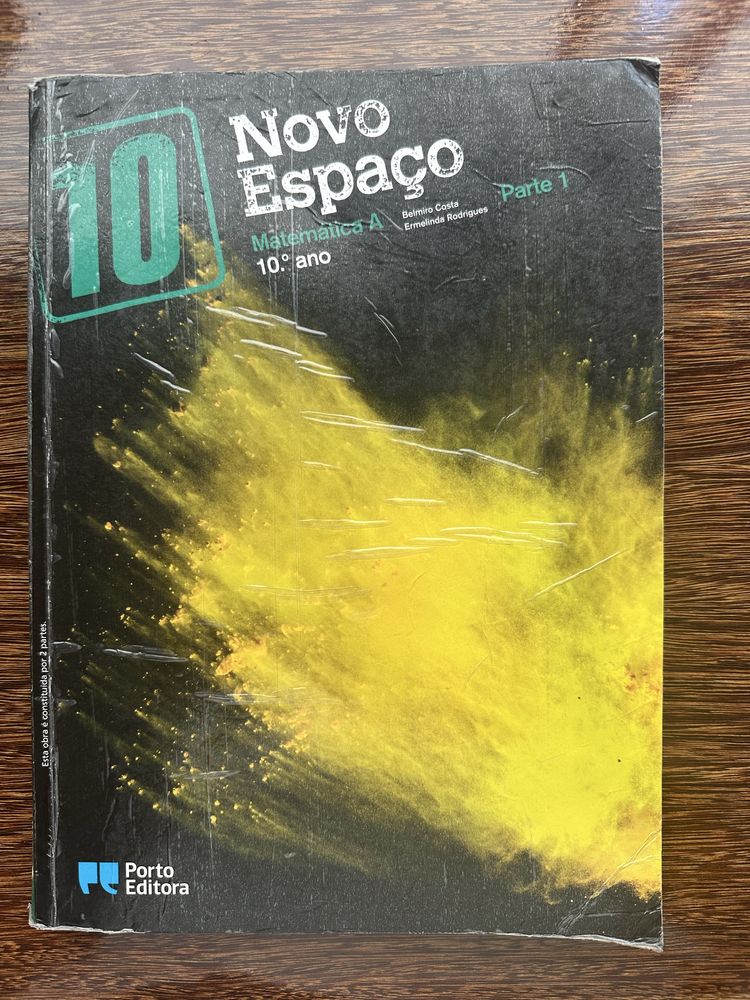 10
Novo
Espaço
Matemática A
10.º ano
Belmiro Costa
Ermelinda Rodrigues
Parte 1
Esta obra é constituída por 2 partes.
Porto
Editora